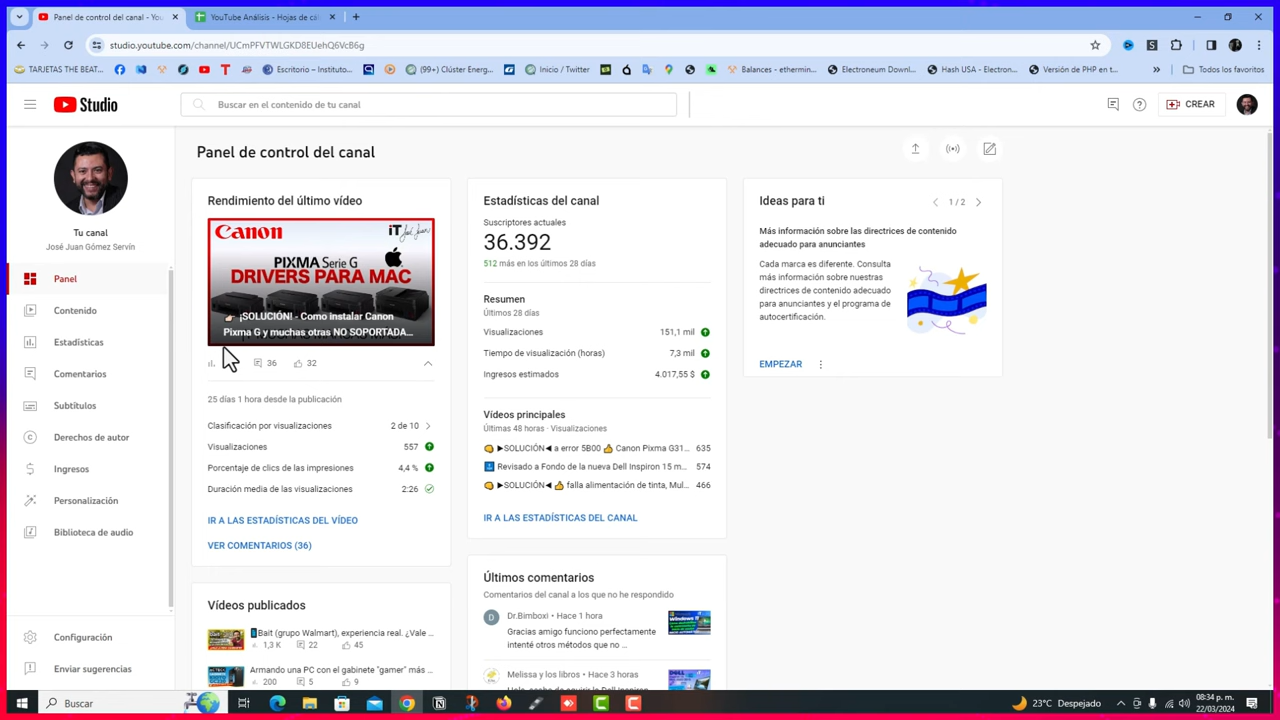 Panel de control del canal - You
YouTube Análisis - Hojas de cál
studio.youtube.com/channel/UCmPFVTWLGKD8EUehQ6Vc86g
TARJETAS THE BEAT...
Escritorio – Instituto...
(99+) Clúster Energ...
Inicio / Twitter
Balances - ethermin...
Electroneum Downl...
Hash USA - Electron...
Versión de PHP en t...
Todos los favoritos
Studio
Buscar en el contenido de tu canal
CREAR
Tu canal
José Juan Gómez Servín
Panel
Contenido
Estadísticas
Comentarios
Subtítulos
Derechos de autor
Ingresos
Personalización
Biblioteca de audio
Configuración
Enviar sugerencias
Panel de control del canal
Rendimiento del último vídeo
Canon
iT José Juan
PIXMA Serie G
DRIVERS PARA MAC
¡SOLUCIÓN! - Como instalar Canon
Pixma G y muchas otras NO SOPORTADA...
36
32
25 días 1 hora desde la publicación
Clasificación por visualizaciones 2 de 10
Visualizaciones 557
Porcentaje de clics de las impresiones 4,4 %
Duración media de las visualizaciones 2:26
IR A LAS ESTADÍSTICAS DEL VÍDEO
VER COMENTARIOS (36)
Vídeos publicados
Bait (grupo Walmart), experiencia real. ¿Vale ...
1,3 K 22 45
Armando una PC con el gabinete "gamer" más ...
200 5 9
Estadísticas del canal
Suscriptores actuales
36.392
512 más en los últimos 28 días
Resumen
Últimos 28 días
Visualizaciones 151,1 mil
Tiempo de visualización (horas) 7,3 mil
Ingresos estimados 4.017,55 $
Vídeos principales
Últimas 48 horas · Visualizaciones
▶SOLUCIÓN◀ a error 5B00 👍 Canon Pixma G31... 635
Revisado a Fondo de la nueva Dell Inspiron 15 m... 574
▶SOLUCIÓN◀ 👍 falla alimentación de tinta, Mul... 466
IR A LAS ESTADÍSTICAS DEL CANAL
Últimos comentarios
Comentarios del canal a los que no he respondido
D
Dr.Bimboxi • Hace 1 hora
Gracias amigo funciono perfectamente
intenté otros métodos que no ...
Melissa y los libros • Hace 3 horas
Ideas para ti
1 / 2
Más información sobre las directrices de contenido
adecuado para anunciantes
Cada marca es diferente. Consulta
más información sobre nuestras
directrices de contenido adecuado
para anunciantes y el programa de
autocertificación.
EMPEZAR
Buscar
23°C Despejado
08:34 p. m.
22/03/2024